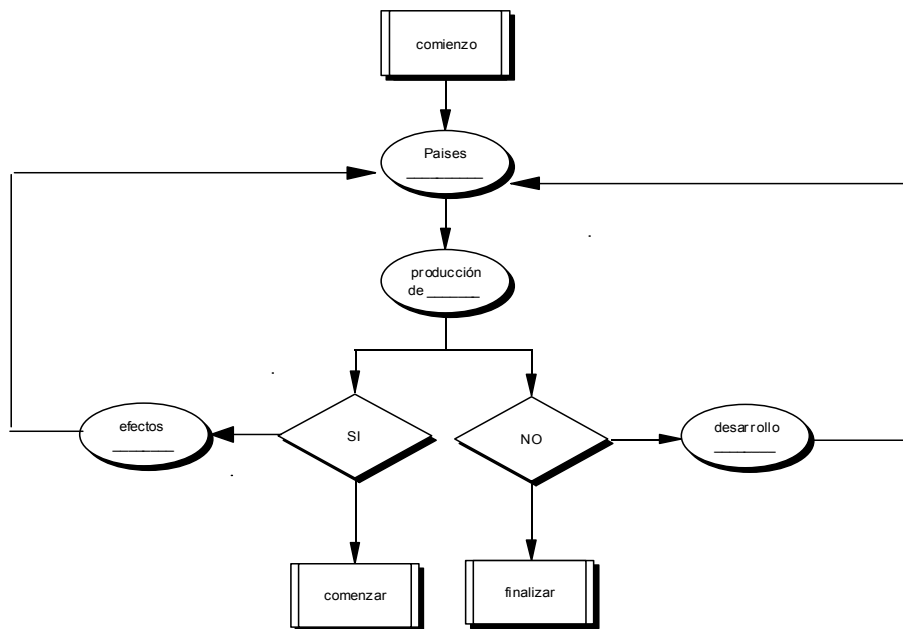 comienzo
Paises
_________
producción
de _______
SI
NO
efectos
________
desarrollo
________
comenzar
finalizar